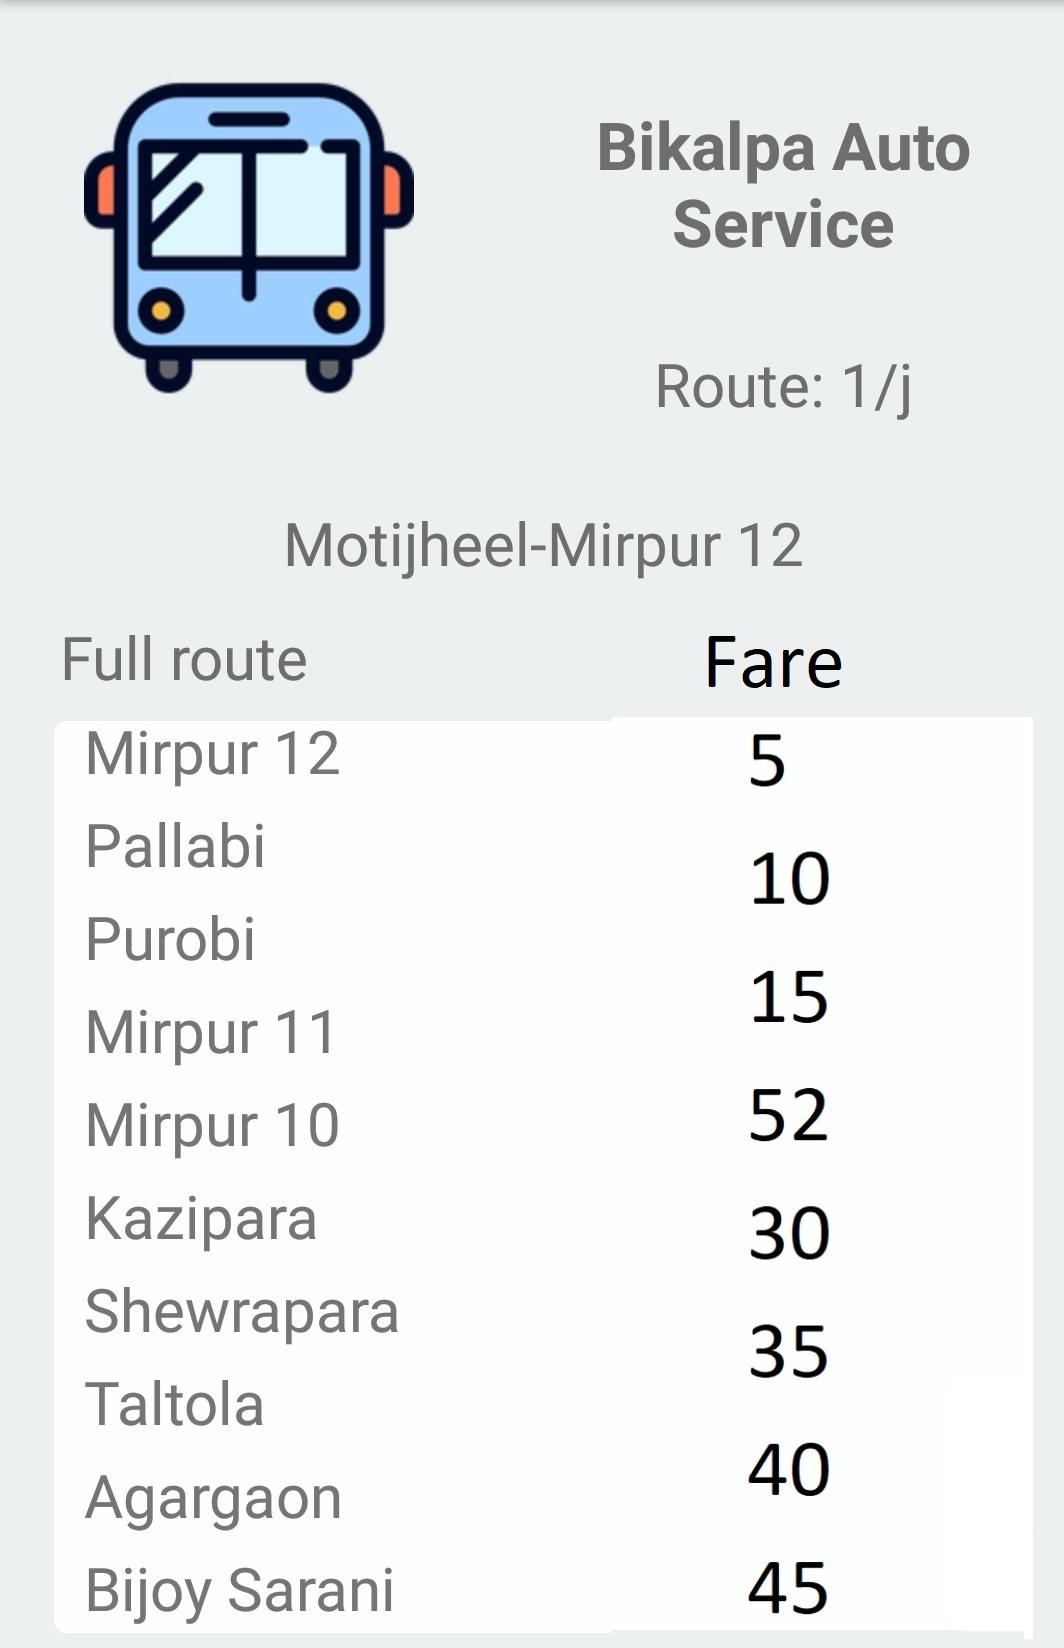 Bikalpa Auto
Service
Route: 1/j
Motijheel-Mirpur 12
Full route Fare
Mirpur 12 5
Pallabi
10
Purobi
15
Mirpur 11
Mirpur 10 52
Kazipara 30
Shewrapara
35
Taltola
40
Agargaon
Bijoy Sarani 45